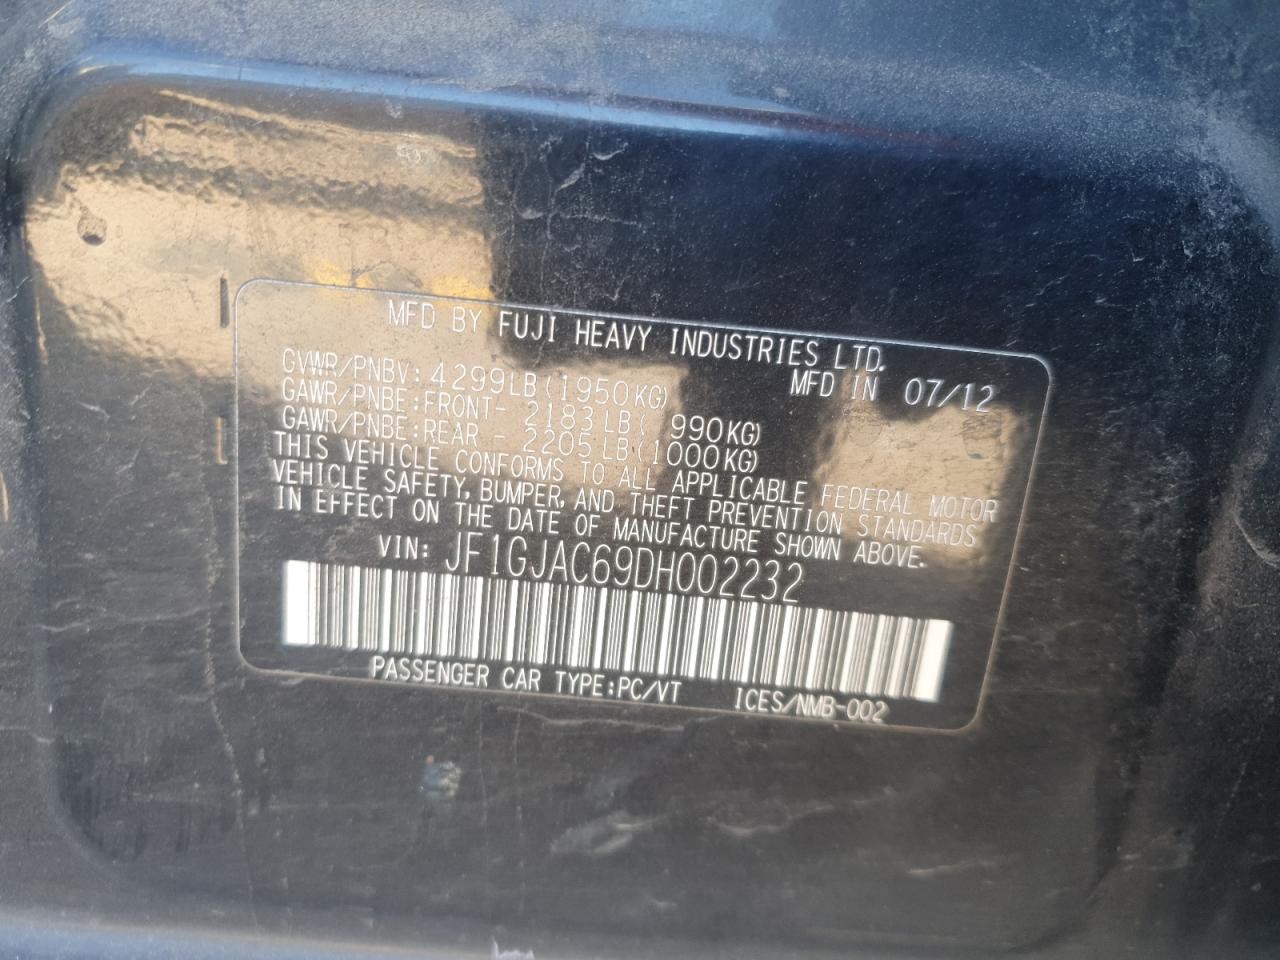 MFD BY FUJI HEAVY INDUSTRIES LTD.
MFD IN 07/12
GVWR/PNBV: 4299LB(1950KG)
GAWR/PNBE:FRONT- 2183LB( 990KG)
GAWR/PNBE:REAR - 2205LB(1000KG)
THIS VEHICLE CONFORMS TO ALL APPLICABLE FEDERAL MOTOR
VEHICLE SAFETY, BUMPER, AND THEFT PREVENTION STANDARDS
IN EFFECT ON THE DATE OF MANUFACTURE SHOWN ABOVE.
VIN: JF1GJAC69DH002232
PASSENGER CAR TYPE:PC/VT ICES/NMB-002